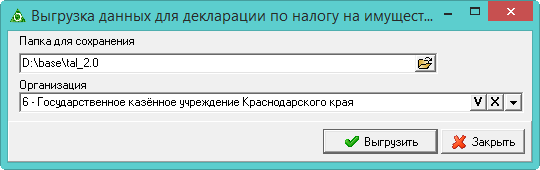 Выгрузка данных для декларации по налогу на имущест...
Папка для сохранения
D:\base\tal_2.0
Организация
6 - Государственное казённое учреждение Краснодарского края
V X
Выгрузить Закрыть